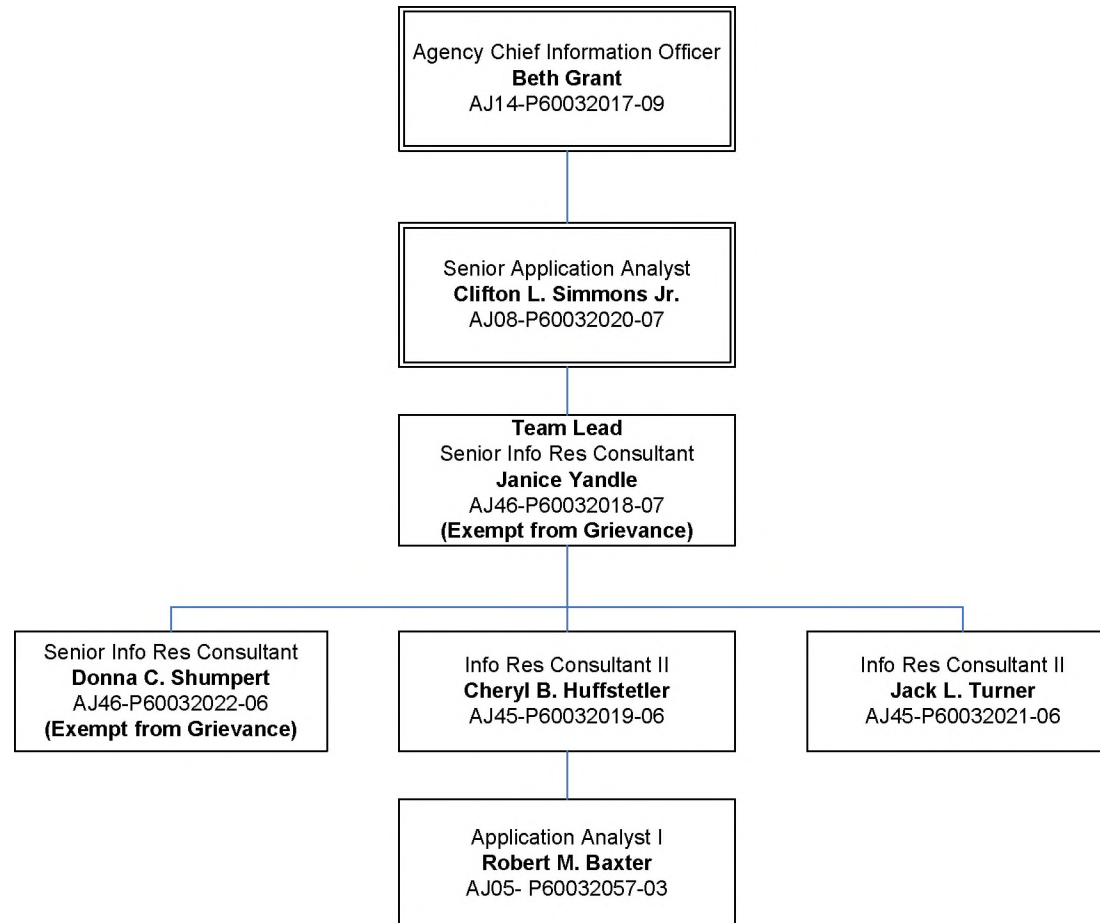 Agency Chief Information Officer
Beth Grant
AJ14-P60032017-09
Senior Application Analyst
Clifton L. Simmons Jr.
AJ08-P60032020-07
Team Lead
Senior Info Res Consultant
Janice Yandle
AJ46-P60032018-07
(Exempt from Grievance)
Senior Info Res Consultant
Donna C. Shumpert
AJ46-P60032022-06
(Exempt from Grievance)
Info Res Consultant II
Cheryl B. Huffstetler
AJ45-P60032019-06
Info Res Consultant II
Jack L. Turner
AJ45-P60032021-06
Application Analyst I
Robert M. Baxter
AJ05- P60032057-03